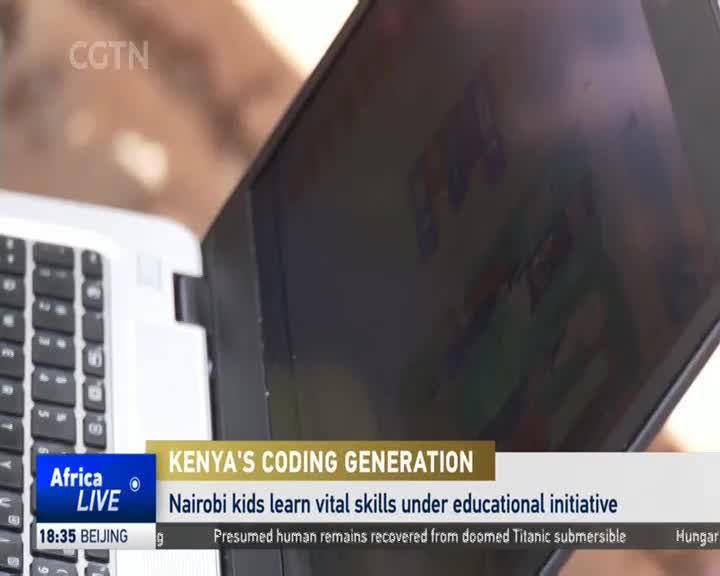 CGTN
KENYA'S CODING GENERATION
Africa
LIVE
Nairobi kids learn vital skills under educational initiative
18:35 BEIJING
Presumed human remains recovered from doomed Titanic submersible